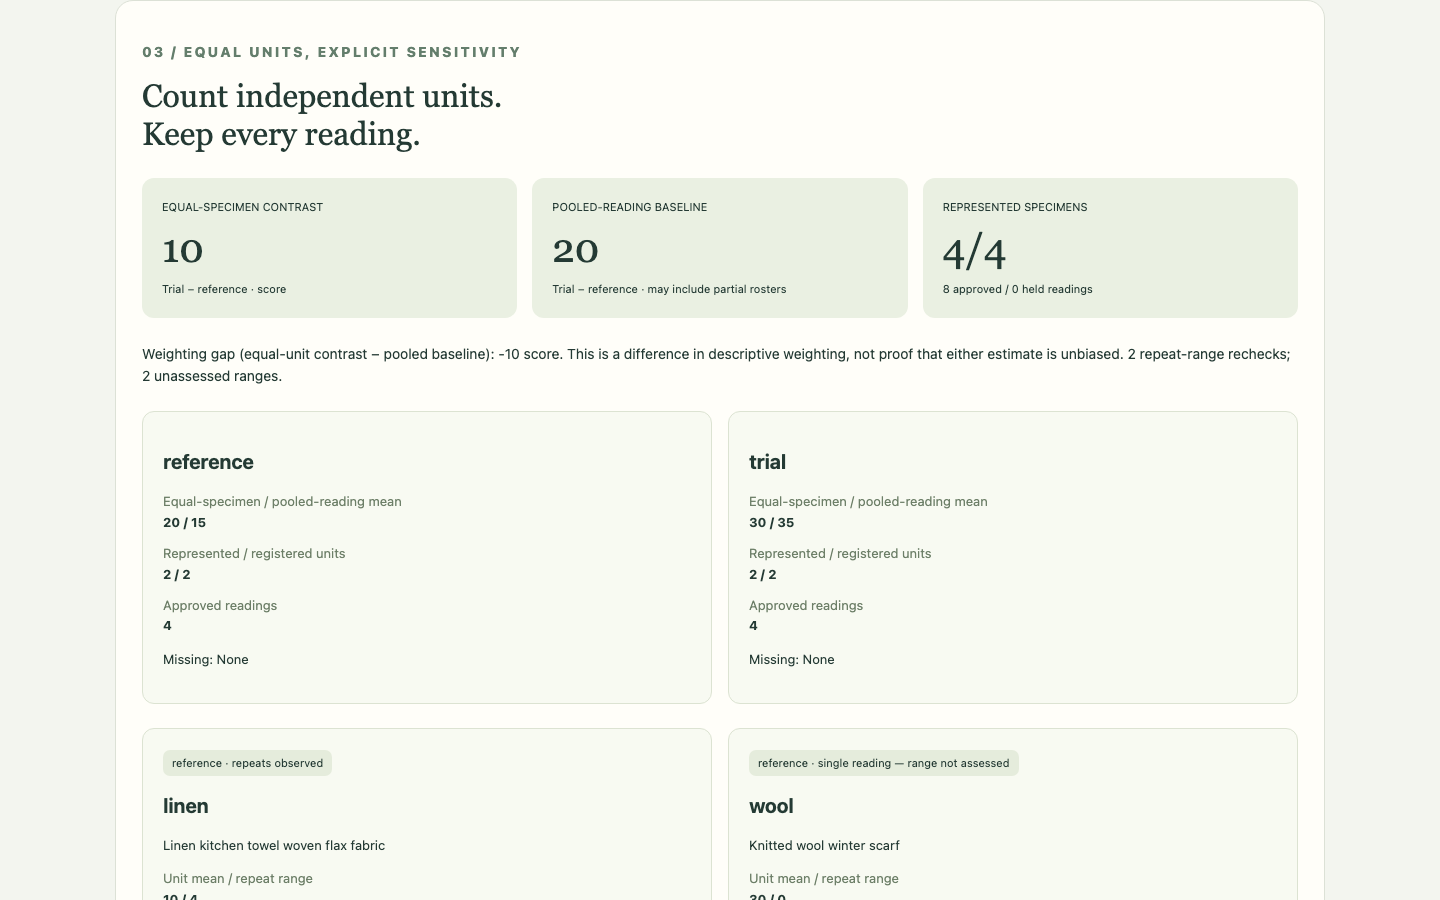 03 / EQUAL UNITS, EXPLICIT SENSITIVITY
Count independent units.
Keep every reading.
EQUAL-SPECIMEN CONTRAST
10
Trial – reference · score
POOLED-READING BASELINE
20
Trial – reference · may include partial rosters
REPRESENTED SPECIMENS
4/4
8 approved / 0 held readings
Weighting gap (equal-unit contrast – pooled baseline): -10 score. This is a difference in descriptive weighting, not proof that either estimate is unbiased. 2 repeat-range rechecks;
2 unassessed ranges.
reference
Equal-specimen / pooled-reading mean
20 / 15
Represented / registered units
2 / 2
Approved readings
4
Missing: None
trial
Equal-specimen / pooled-reading mean
30 / 35
Represented / registered units
2 / 2
Approved readings
4
Missing: None
reference · repeats observed
linen
Linen kitchen towel woven flax fabric
Unit mean / repeat range
10 / 4
reference · single reading — range not assessed
wool
Knitted wool winter scarf
Unit mean / repeat range
30 / 0